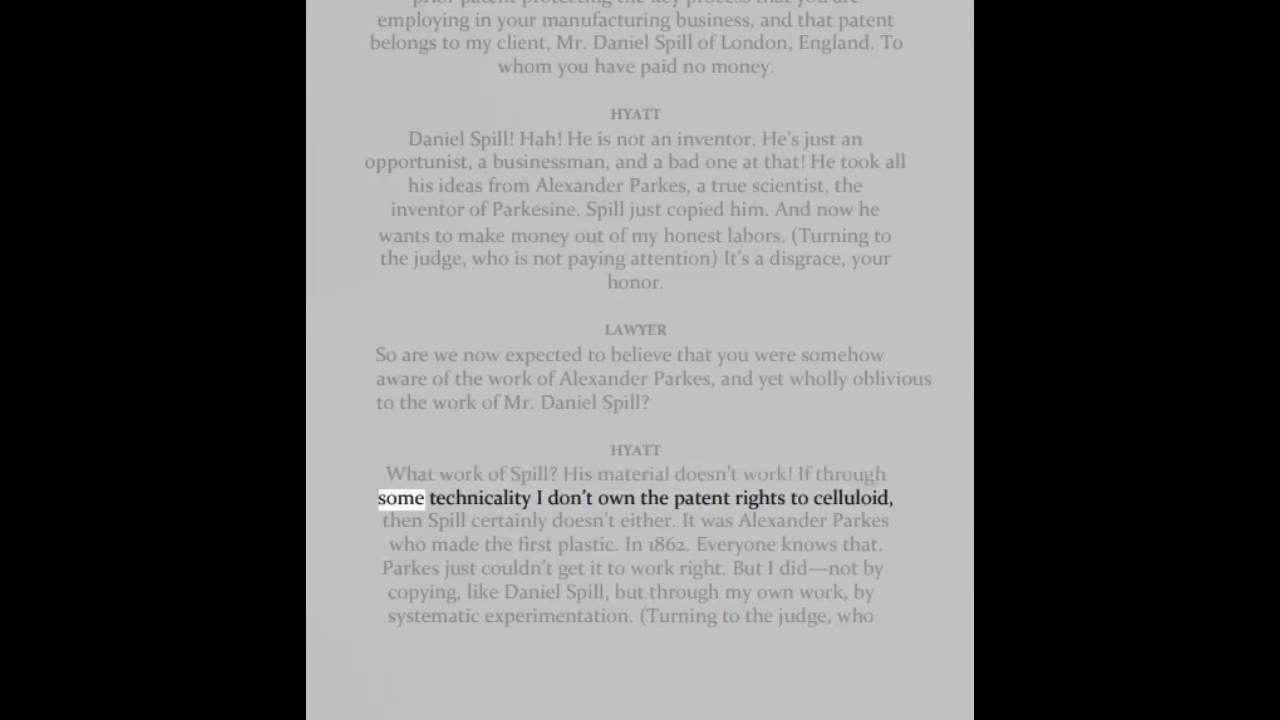 prior patent protecting the key process that you are
employing in your manufacturing business, and that patent
belongs to my client, Mr. Daniel Spill of London, England. To
whom you have paid no money.
HYATT
Daniel Spill! Hah! He is not an inventor. He's just an
opportunist, a businessman, and a bad one at that! He took all
his ideas from Alexander Parkes, a true scientist, the
inventor of Parkesine. Spill just copied him. And now he
wants to make money out of my honest labors. (Turning to
the judge, who is not paying attention) It's a disgrace, your
honor.
LAWYER
So are we now expected to believe that you were somehow
aware of the work of Alexander Parkes, and yet wholly oblivious
to the work of Mr. Daniel Spill?
HYATT
What work of Spill? His material doesn't work! If through
some technicality I don't own the patent rights to celluloid,
then Spill certainly doesn't either. It was Alexander Parkes
who made the first plastic. In 1862. Everyone knows that.
Parkes just couldn't get it to work right. But I did—not by
copying, like Daniel Spill, but through my own work, by
systematic experimentation. (Turning to the judge, who